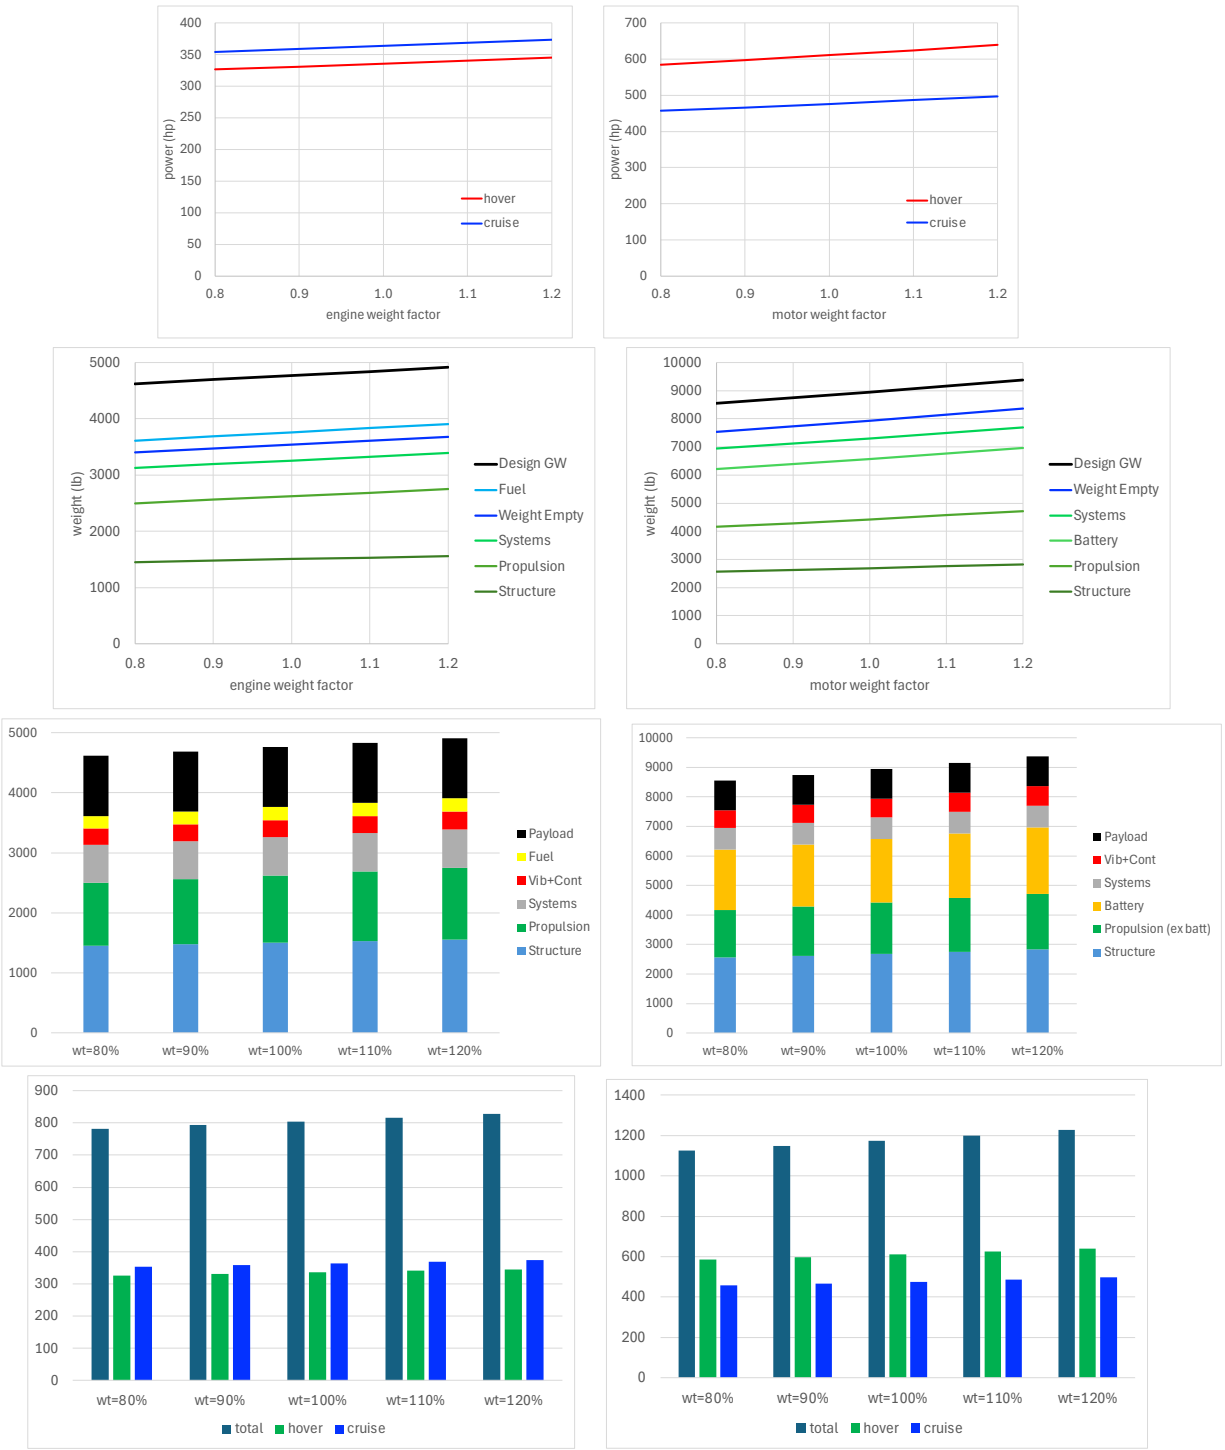 400
350
300
250
200
150
100
50
0
power (hp)
hover
cruise
0.8 0.9 1.0 1.1 1.2
engine weight factor
700
600
500
400
300
200
100
0
power (hp)
hover
cruise
0.8 0.9 1.0 1.1 1.2
motor weight factor
5000
4000
3000
2000
1000
0
weight (lb)
Design GW
Fuel
Weight Empty
Systems
Propulsion
Structure
0.8 0.9 1.0 1.1 1.2
engine weight factor
10000
9000
8000
7000
6000
5000
4000
3000
2000
1000
0
weight (lb)
Design GW
Weight Empty
Systems
Battery
Propulsion
Structure
0.8 0.9 1.0 1.1 1.2
motor weight factor
5000
4000
3000
2000
1000
0
Payload
Fuel
Vib+Cont
Systems
Propulsion
Structure
wt=80% wt=90% wt=100% wt=110% wt=120%
10000
9000
8000
7000
6000
5000
4000
3000
2000
1000
0
Payload
Vib+Cont
Systems
Battery
Propulsion (ex batt)
Structure
wt=80% wt=90% wt=100% wt=110% wt=120%
900
800
700
600
500
400
300
200
100
0
wt=80% wt=90% wt=100% wt=110% wt=120%
total hover cruise
1400
1200
1000
800
600
400
200
0
wt=80% wt=90% wt=100% wt=110% wt=120%
total hover cruise